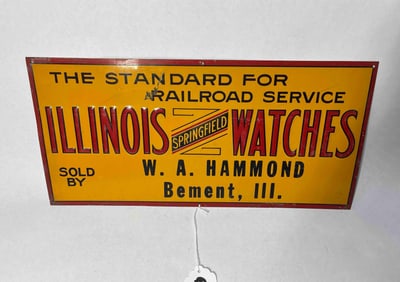 THE STANDARD FOR
RAILROAD SERVICE
ILLINOIS SPRINGFIELD WATCHES
SOLD BY
W. A. HAMMOND
Bement, Ill.